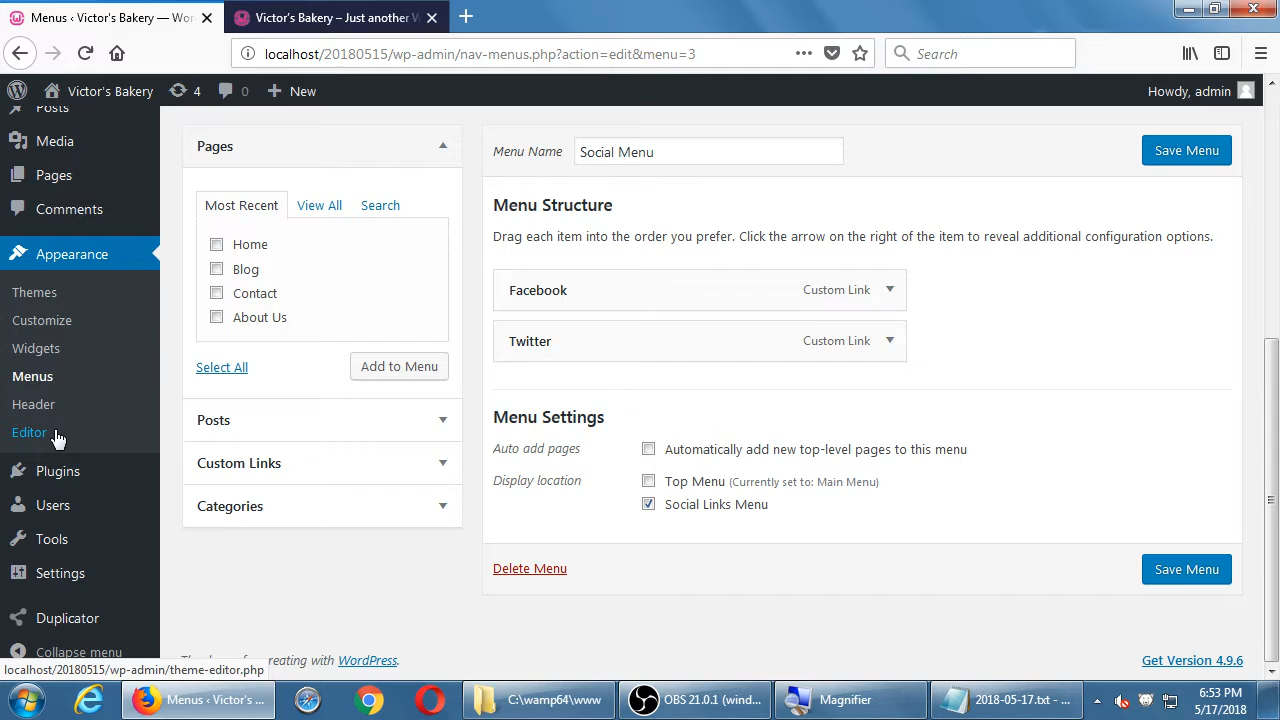 Menus ‹ Victor's Bakery — Wor
Victor's Bakery – Just another W
localhost/20180515/wp-admin/nav-menus.php?action=edit&menu=3
Search
Victor's Bakery
4
0
New
Howdy, admin
Posts
Media
Pages
Comments
Appearance
Themes
Customize
Widgets
Menus
Header
Editor
Plugins
Users
Tools
Settings
Duplicator
Collapse menu
Pages
Most Recent
View All
Search
Home
Blog
Contact
About Us
Select All
Add to Menu
Posts
Custom Links
Categories
Menu Name
Social Menu
Save Menu
Menu Structure
Drag each item into the order you prefer. Click the arrow on the right of the item to reveal additional configuration options.
Facebook
Custom Link
Twitter
Custom Link
Menu Settings
Auto add pages
Automatically add new top-level pages to this menu
Display location
Top Menu (Currently set to: Main Menu)
Social Links Menu
Delete Menu
Save Menu
creating with WordPress.
Get Version 4.9.6
localhost/20180515/wp-admin/theme-editor.php
Menus ‹ Victor's ...
C:\wamp64\www
OBS 21.0.1 (wind...
Magnifier
2018-05-17.txt - ...
6:53 PM
5/17/2018